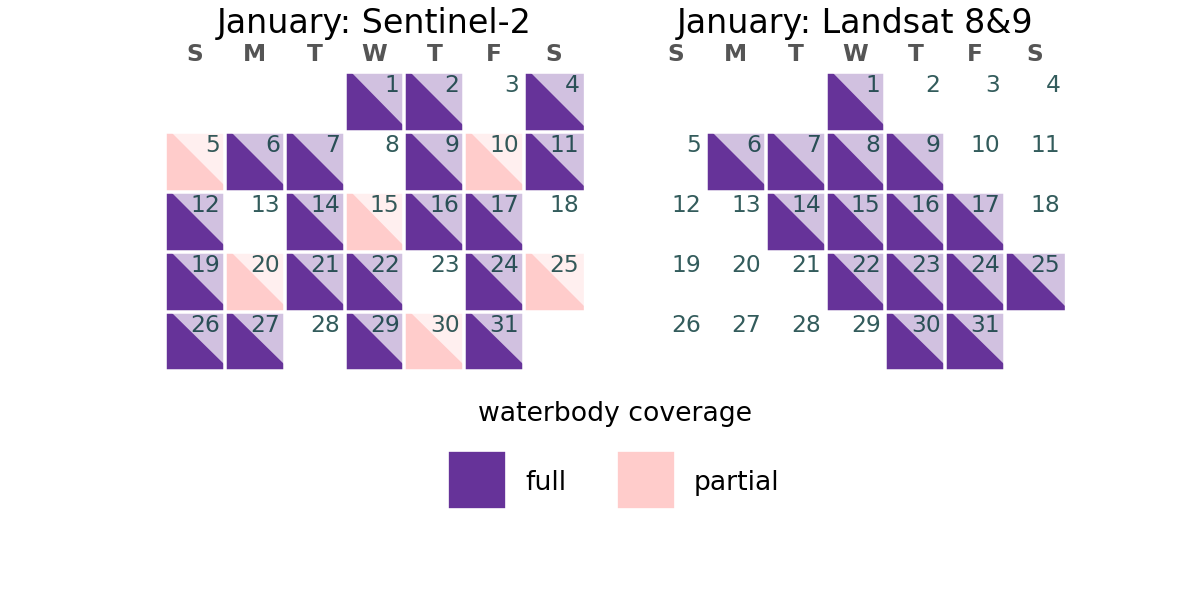 January: Sentinel-2
S M T W T F S
1 2 3 4
5 6 7 8 9 10 11
12 13 14 15 16 17 18
19 20 21 22 23 24 25
26 27 28 29 30 31
January: Landsat 8&9
S M T W T F S
1 2 3 4
5 6 7 8 9 10 11
12 13 14 15 16 17 18
19 20 21 22 23 24 25
26 27 28 29 30 31
waterbody coverage
full
partial